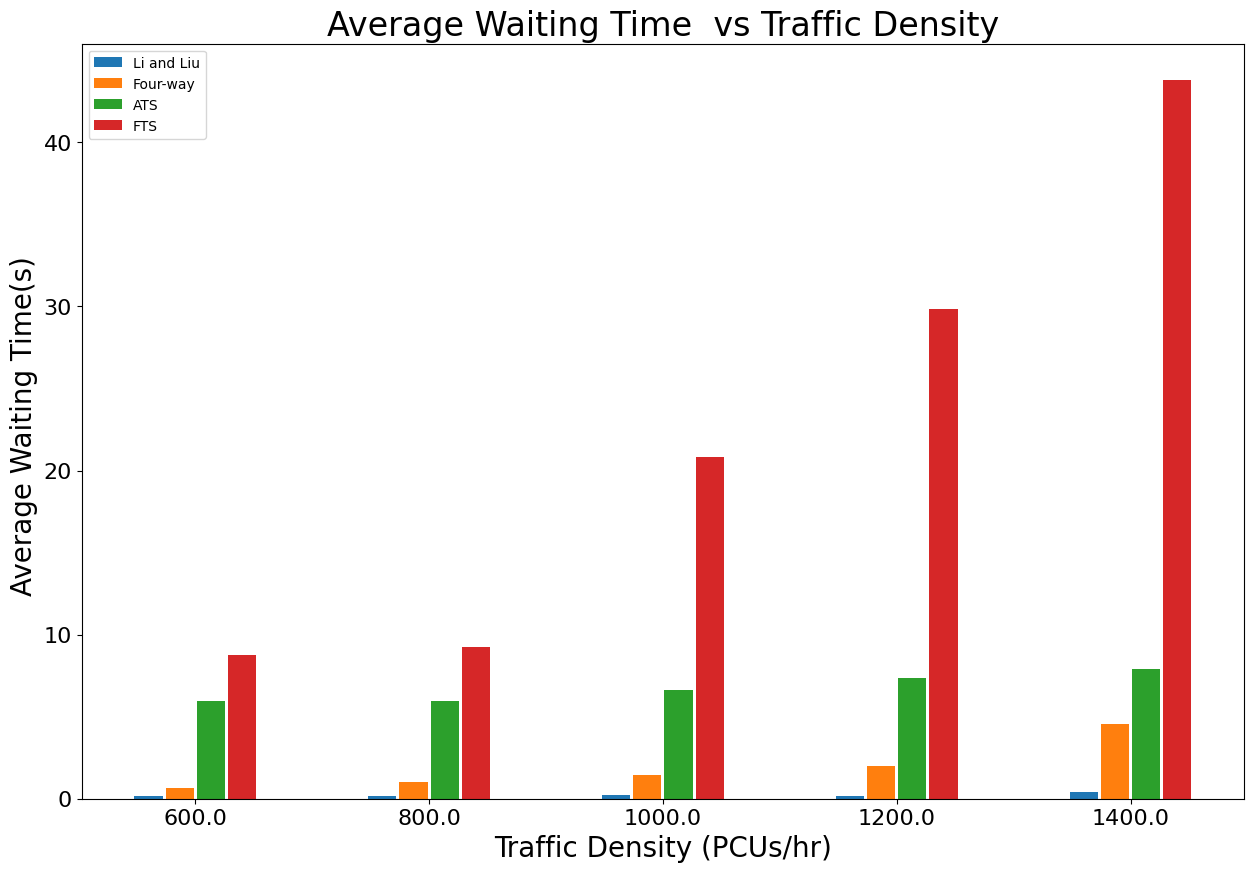 Average Waiting Time  vs Traffic Density
Li and Liu
Four-way
ATS
FTS
Average Waiting Time(s)
40
30
20
10
0
600.0
800.0
1000.0
1200.0
1400.0
Traffic Density (PCUs/hr)